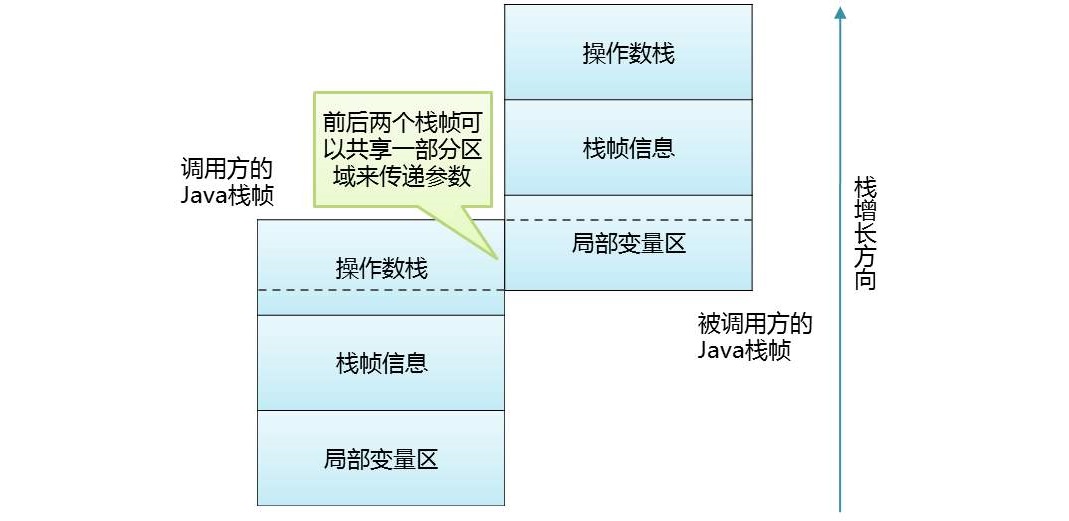 操作数栈
栈帧信息
局部变量区
前后两个栈帧可
以共享一部分区
域来传递参数
调用方的
Java栈帧
操作数栈
栈帧信息
局部变量区
被调用方的
Java栈帧
栈增长方向